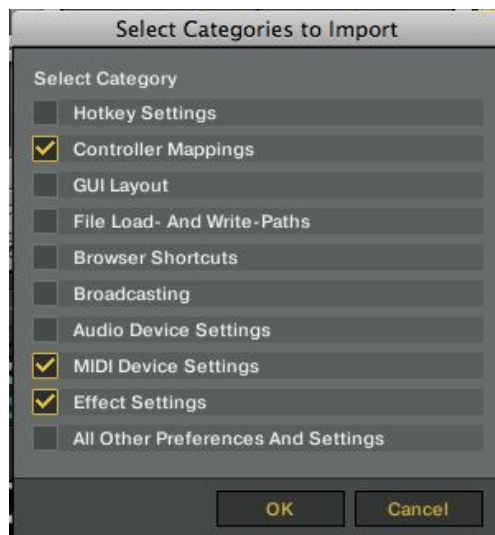 Select Categories to Import
Select Category
Hotkey Settings
Controller Mappings
GUI Layout
File Load- And Write-Paths
Browser Shortcuts
Broadcasting
Audio Device Settings
MIDI Device Settings
Effect Settings
All Other Preferences And Settings
OK Cancel